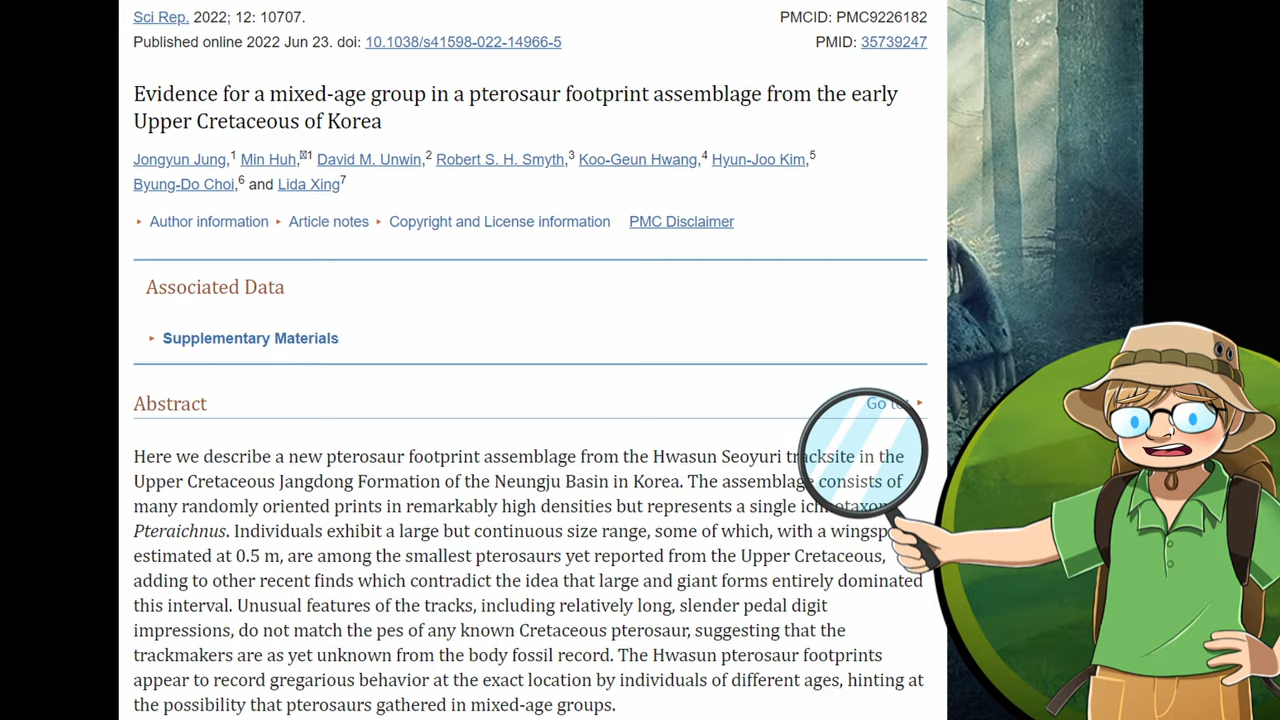 Sci Rep. 2022; 12: 10707.
PMCID: PMC9226182
Published online 2022 Jun 23. doi: 10.1038/s41598-022-14966-5
PMID: 35739247
Evidence for a mixed-age group in a pterosaur footprint assemblage from the early
Upper Cretaceous of Korea
Jongyun Jung,1 Min Huh,1 David M. Unwin,2 Robert S. H. Smyth,3 Koo-Geun Hwang,4 Hyun-Joo Kim,5
Byung-Do Choi,6 and Lida Xing7
Author information Article notes Copyright and License information PMC Disclaimer
Associated Data
Supplementary Materials
Abstract
Go to:
Here we describe a new pterosaur footprint assemblage from the Hwasun Seoyuri tracksite in the
Upper Cretaceous Jangdong Formation of the Neungju Basin in Korea. The assemblage consists of
many randomly oriented prints in remarkably high densities but represents a single
Pteraichnus. Individuals exhibit a large but continuous size range, some of which, with a
estimated at 0.5 m, are among the smallest pterosaurs yet reported from the Upper Cretaceous,
adding to other recent finds which contradict the idea that large and giant forms entirely dominated
this interval. Unusual features of the tracks, including relatively long, slender pedal digit
impressions, do not match the pes of any known Cretaceous pterosaur, suggesting that the
trackmakers are as yet unknown from the body fossil record. The Hwasun pterosaur footprints
appear to record gregarious behavior at the exact location by individuals of different ages, hinting at
the possibility that pterosaurs gathered in mixed-age groups.